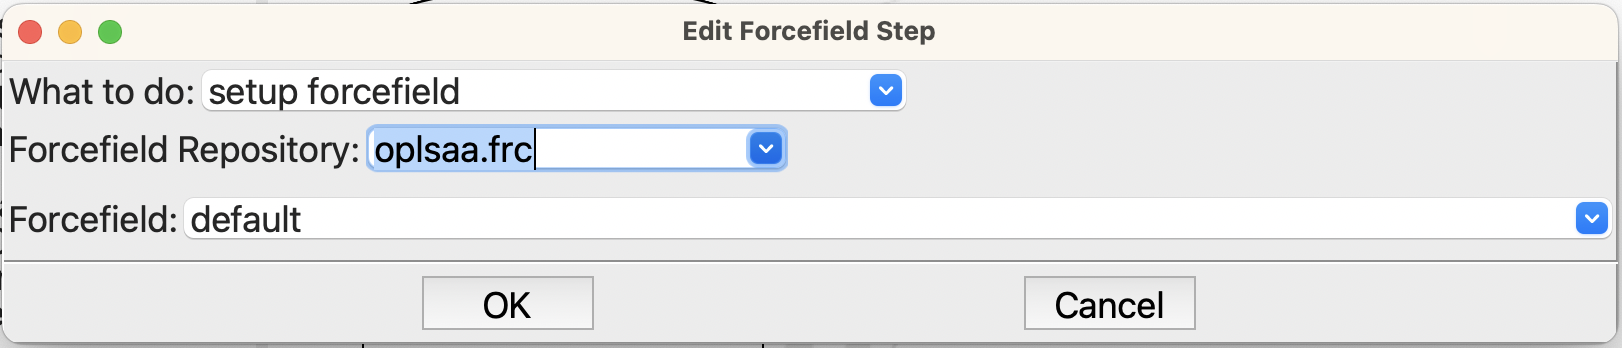 Edit Forcefield Step
What to do: setup forcefield
Forcefield Repository: oplsaa.frc
Forcefield: default
OK Cancel